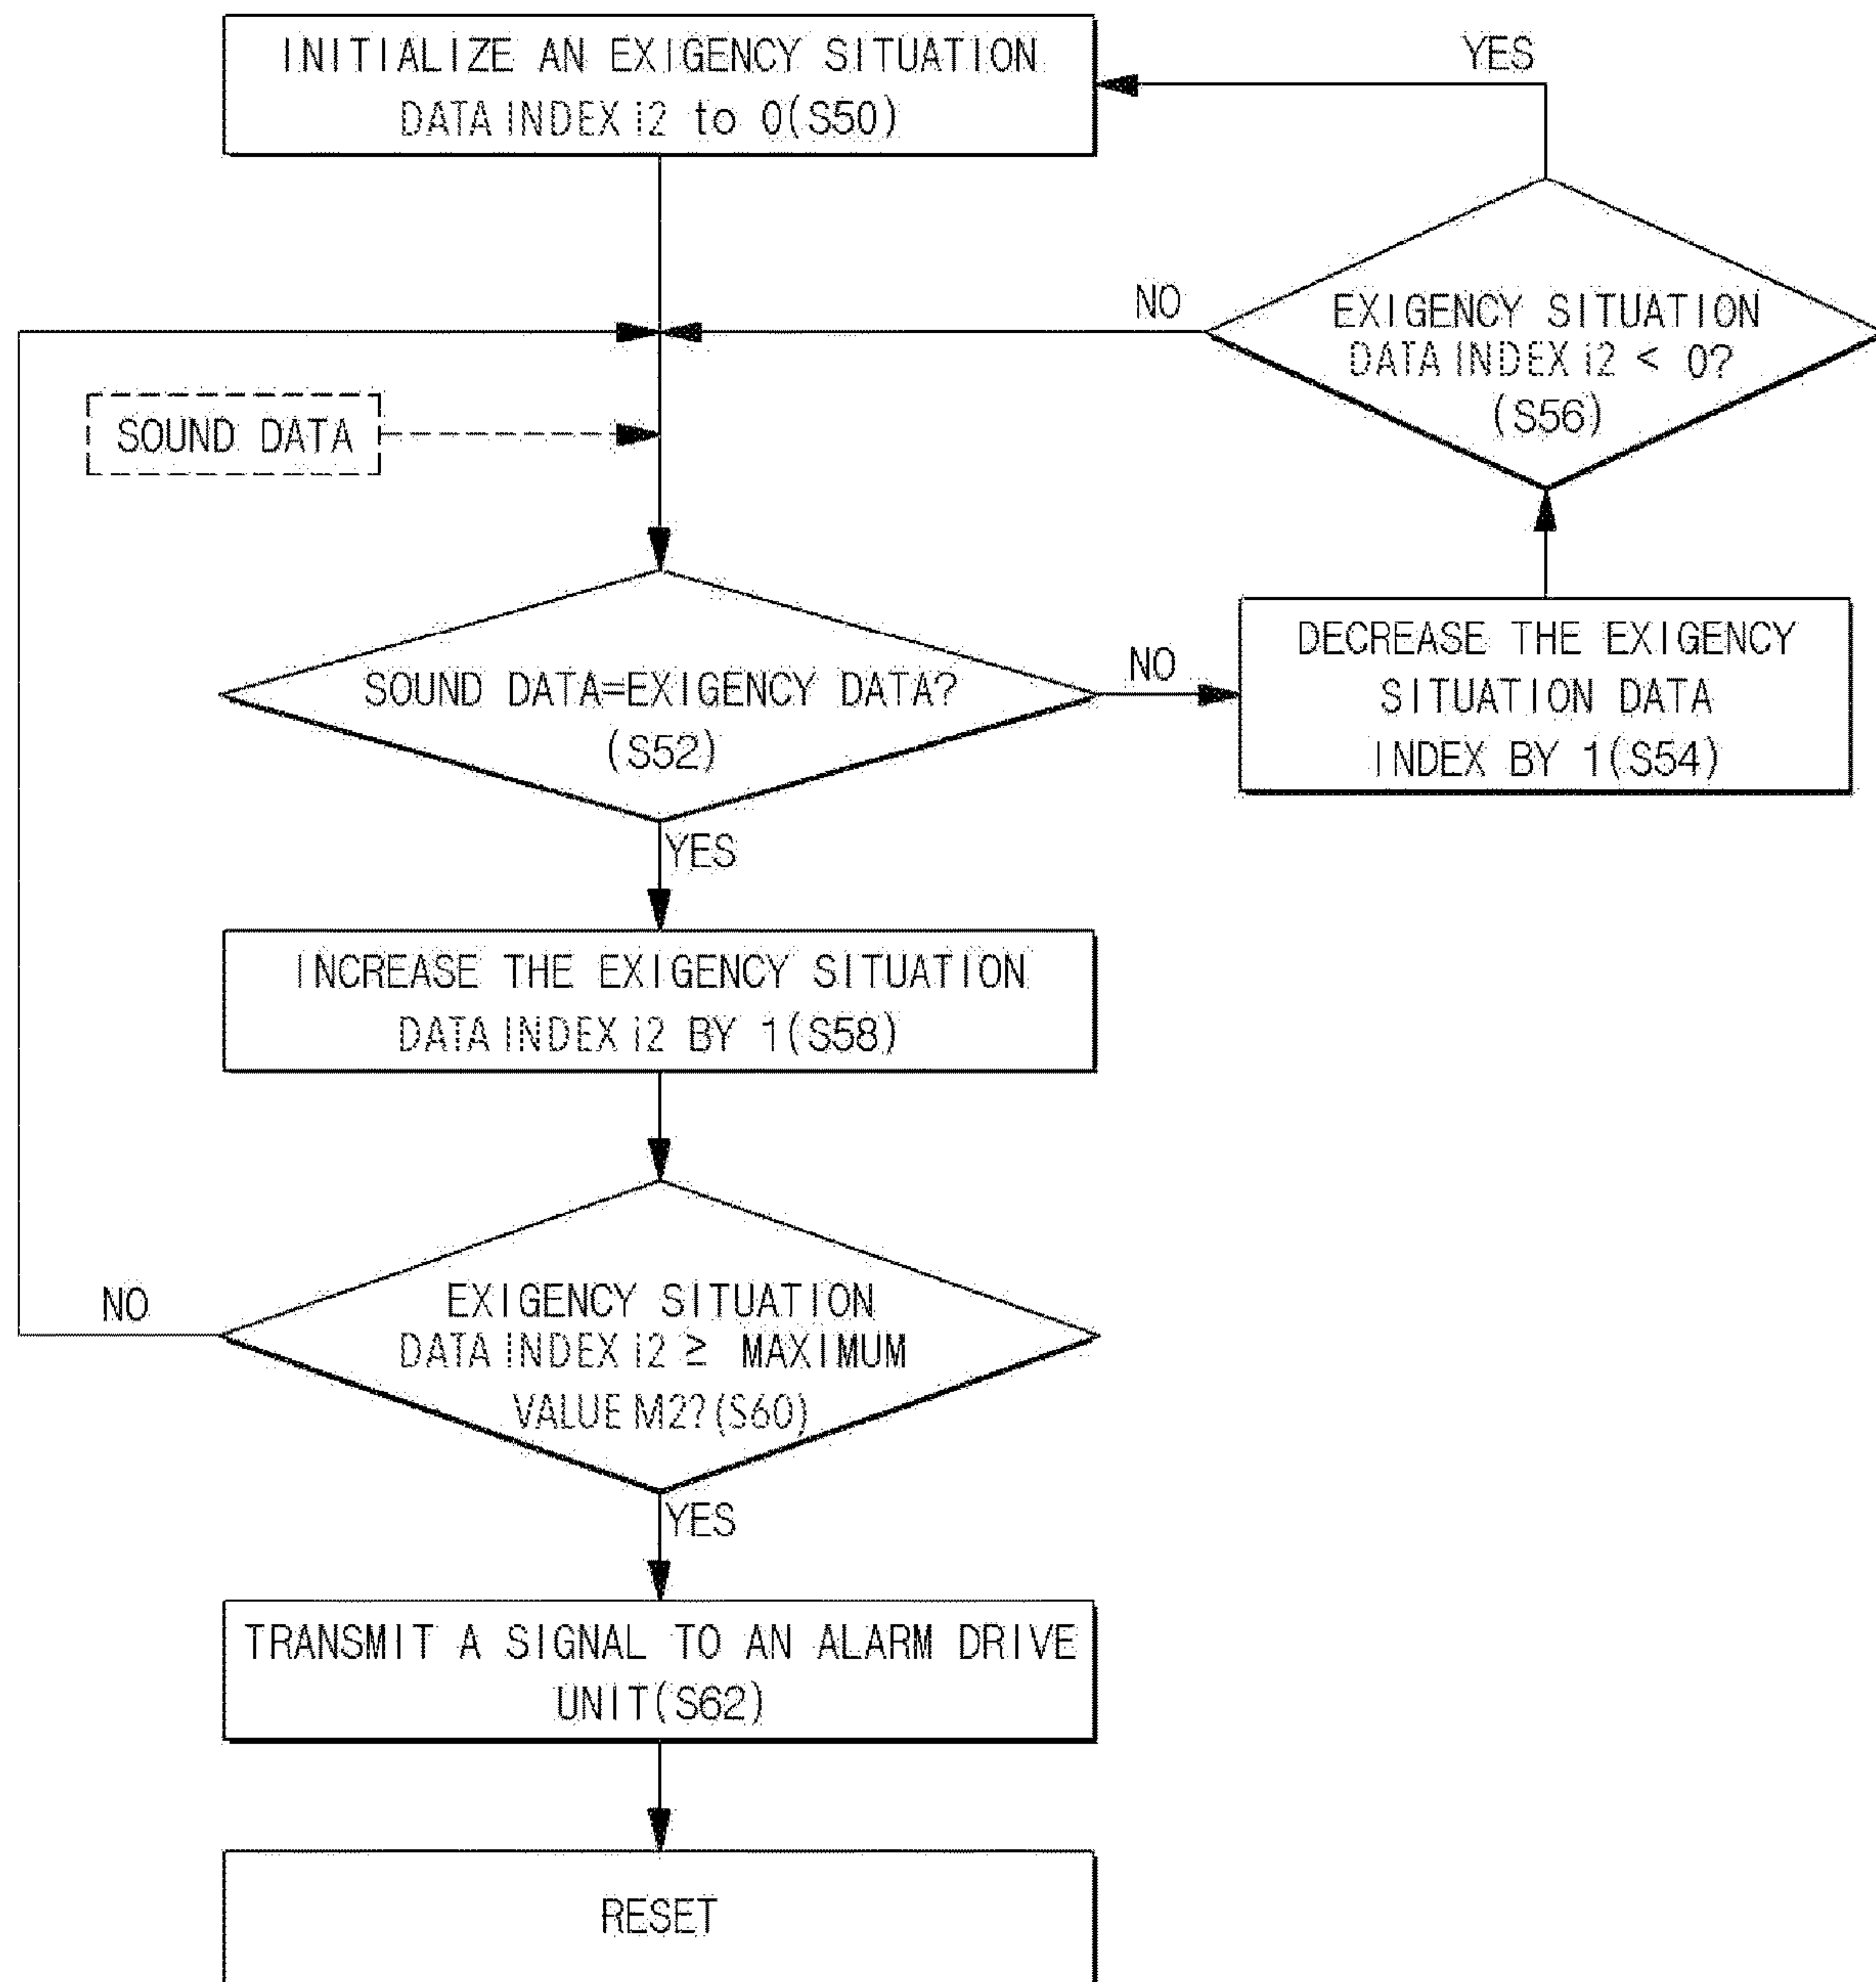 INITIALIZE AN EXIGENCY SITUATION
DATA INDEX i2 to 0(S50)
YES
NO
EXIGENCY SITUATION
DATA INDEX i2 < 0?
(S56)
SOUND DATA
SOUND DATA=EXIGENCY DATA?
(S52)
NO
DECREASE THE EXIGENCY
SITUATION DATA
INDEX BY 1(S54)
YES
INCREASE THE EXIGENCY SITUATION
DATA INDEX i2 BY 1(S58)
NO
EXIGENCY SITUATION
DATA INDEX i2 ≥ MAXIMUM
VALUE M2?(S60)
YES
TRANSMIT A SIGNAL TO AN ALARM DRIVE
UNIT(S62)
RESET